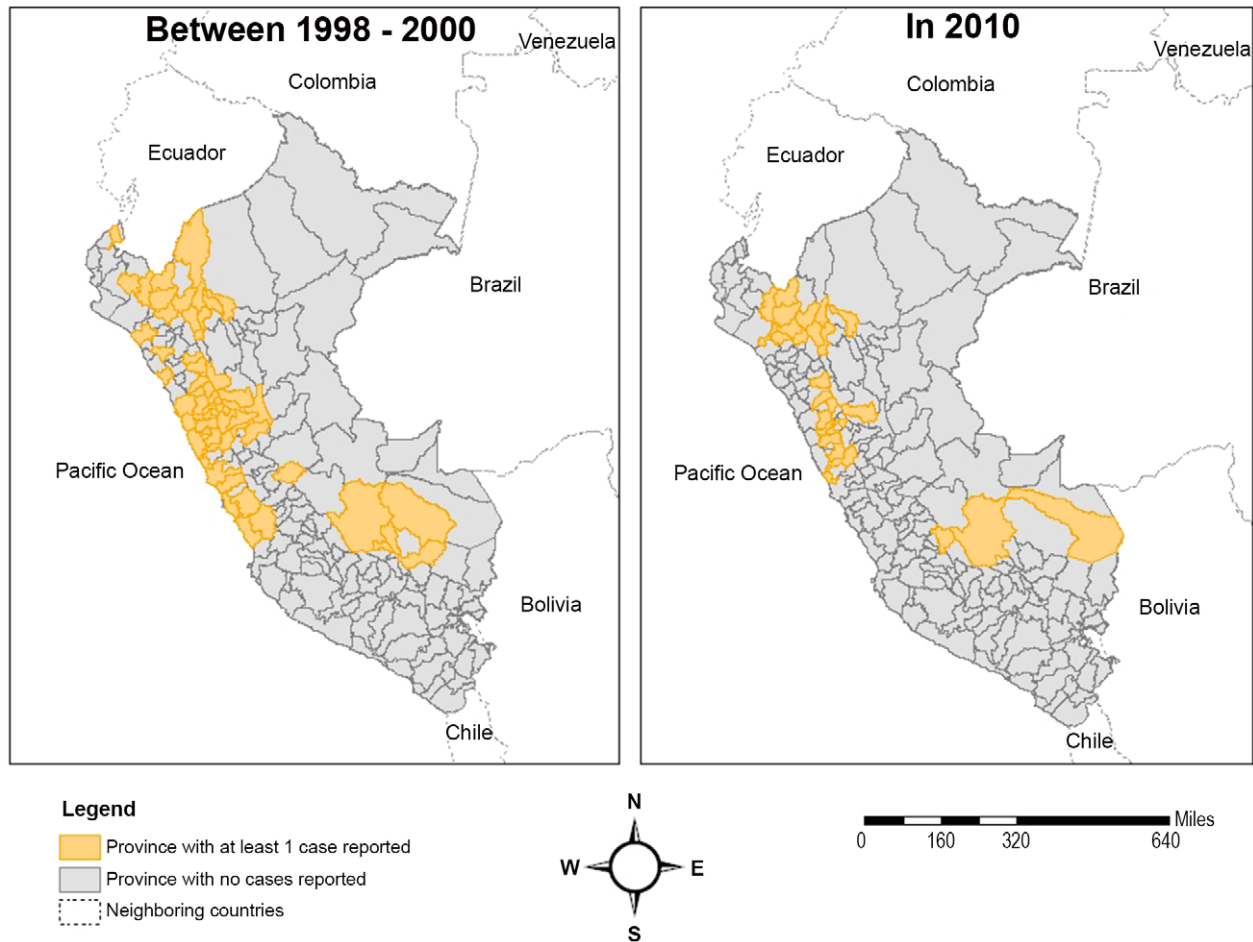 Between 1998 - 2000
Venezuela
Colombia
Ecuador
Brazil
Pacific Ocean
Bolivia
Chile
In 2010
Venezuela
Colombia
Ecuador
Brazil
Pacific Ocean
Bolivia
Chile
Legend
Province with at least 1 case reported
Province with no cases reported
Neighboring countries
N
W E
S
Miles
0 160 320 640